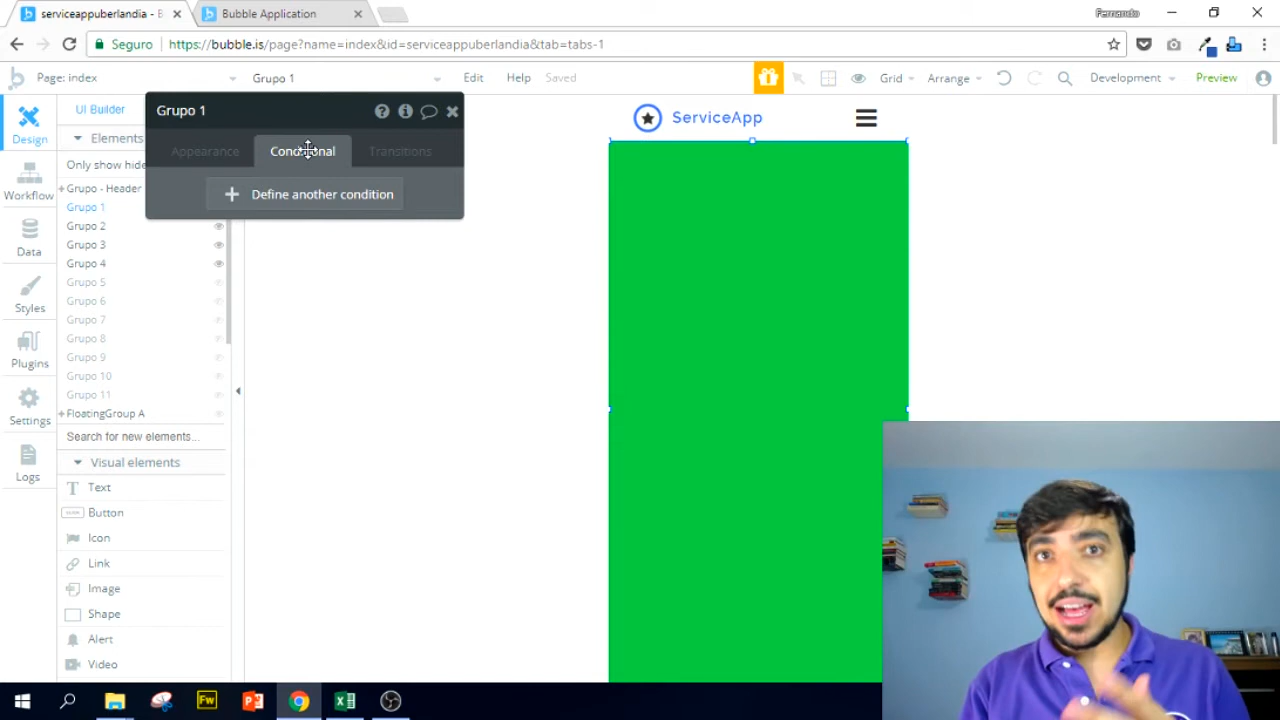 serviceappuberlandia - B
Bubble Application
Fernando
Seguro
https://bubble.is/page?name=index&id=serviceappuberlandia&tab=tabs-1
Page: index
Grupo 1
Edit
Help
Saved
Grid
Arrange
Development
Preview
Design
Workflow
Data
Styles
Plugins
Settings
Logs
UI Builder
Elements
Only show hide
Grupo - Header
Grupo 1
Grupo 2
Grupo 3
Grupo 4
Grupo 5
Grupo 6
Grupo 7
Grupo 8
Grupo 9
Grupo 10
Grupo 11
FloatingGroup A
Search for new elements...
Visual elements
Text
Button
Icon
Link
Image
Shape
Alert
Video
Grupo 1
Appearance
Conditional
Transitions
Define another condition
ServiceApp
Fw